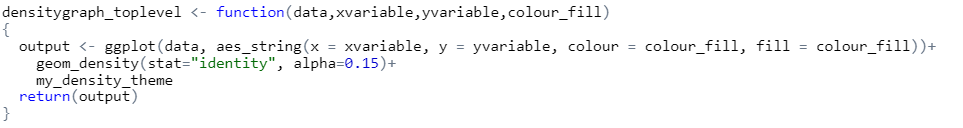 densitygraph_toplevel <- function(data,xvariable,yvariable,colour_fill)
{
  output <- ggplot(data, aes_string(x = xvariable, y = yvariable, colour = colour_fill, fill = colour_fill))+
    geom_density(stat="identity", alpha=0.15)+
    my_density_theme
  return(output)
}